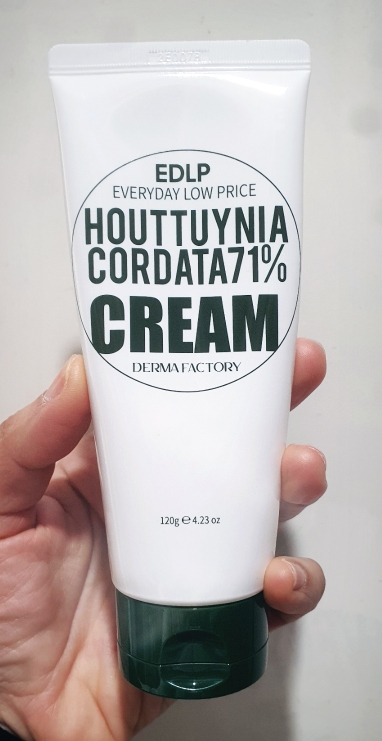 EDLP
EVERYDAY LOW PRICE
HOUTTUYNIA
CORDATA71%
CREAM
DERMA FACTORY
120g ℮ 4.23 oz